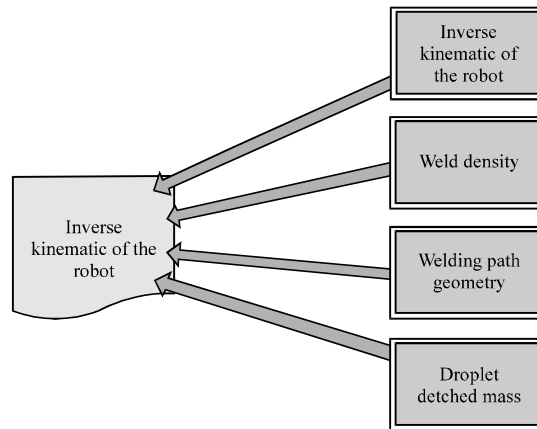 Inverse
kinematic of the
robot
Inverse
kinematic of
the robot
Weld density
Welding path
geometry
Droplet
detched mass